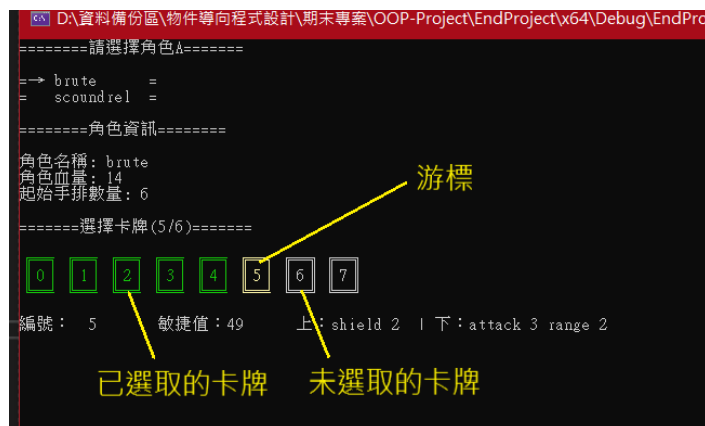 D:\資料備份區\物件導向程式設計\期末專案\OOP-Project\EndProject\x64\Debug\EndPro
========請選擇角色A=======
=→ brute      =
=   scoundrel  =
========角色資訊========
角色名稱: brute
角色血量: 14
起始手排數量: 6
游標
=======選擇卡牌(5/6)=======
0 1 2 3 4 5 6 7
編號： 5 敏捷值：49 上：shield 2 | 下：attack 3 range 2
已選取的卡牌 未選取的卡牌